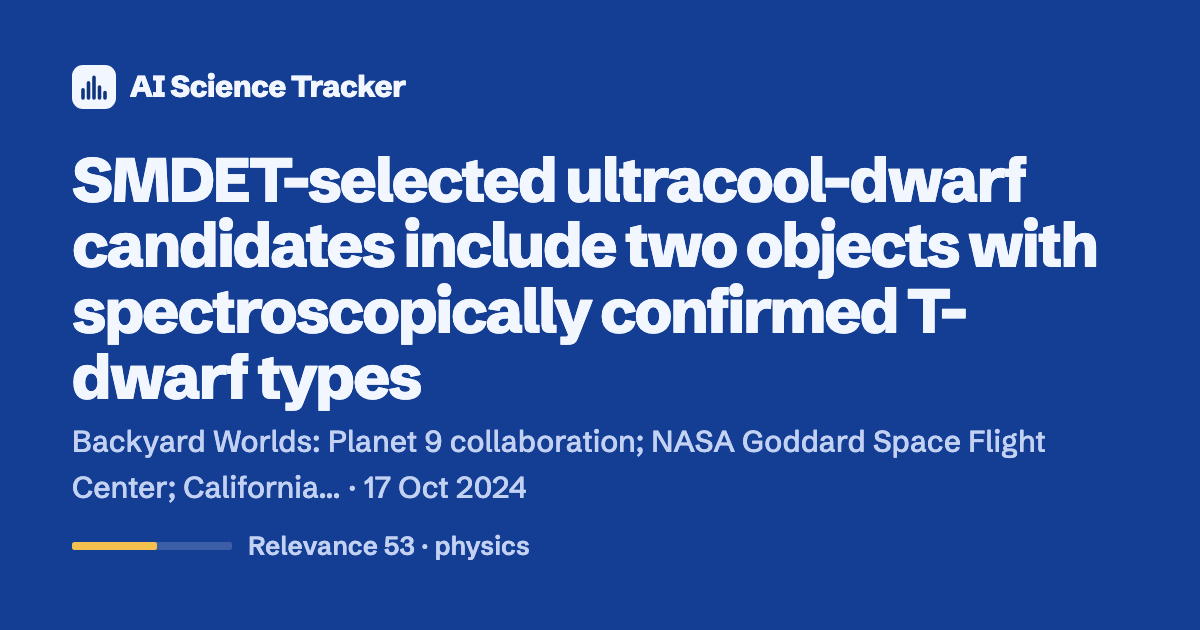 AI Science Tracker
SMDET-selected ultracool-dwarf
candidates include two objects with
spectroscopically confirmed T-
dwarf types
Backyard Worlds: Planet 9 collaboration; NASA Goddard Space Flight
Center; California... · 17 Oct 2024
Relevance 53 · physics